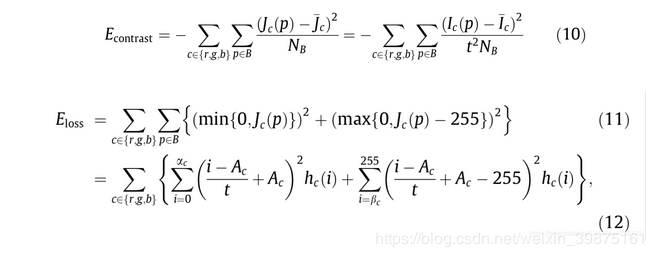 E_contrast = −∑_{c∈{r,g,b}} ∑_{p∈B} (J_c(p) − J̄_c)² / N_B = −∑_{c∈{r,g,b}} ∑_{p∈B} (I_c(p) − Ī_c)² / t²N_B (10)
E_loss = ∑_{c∈{r,g,b}} ∑_{p∈B} {(min{0,J_c(p)})² + (max{0,J_c(p) − 255})²} (11)
= ∑_{c∈{r,g,b}} {∑_{i=0}^{α_c} ((i − A_c)/t + A_c)² h_c(i) + ∑_{i=β_c}^{255} ((i − A_c)/t + A_c − 255)² h_c(i)},
(12)
https://blog.csdn.net/weixin_39875161